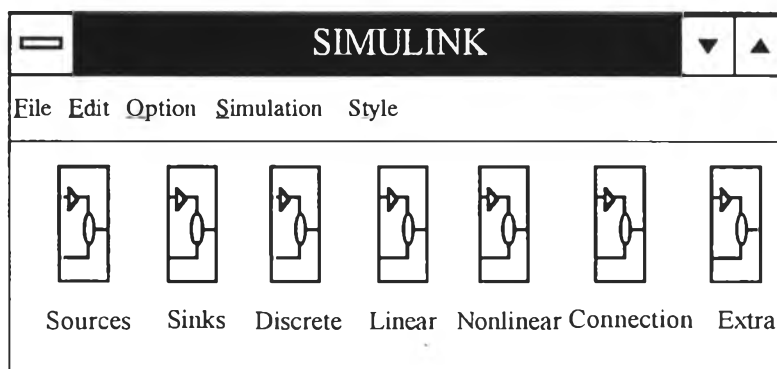 SIMULINK
File Edit Option Simulation Style
Sources Sinks Discrete Linear Nonlinear Connection Extra